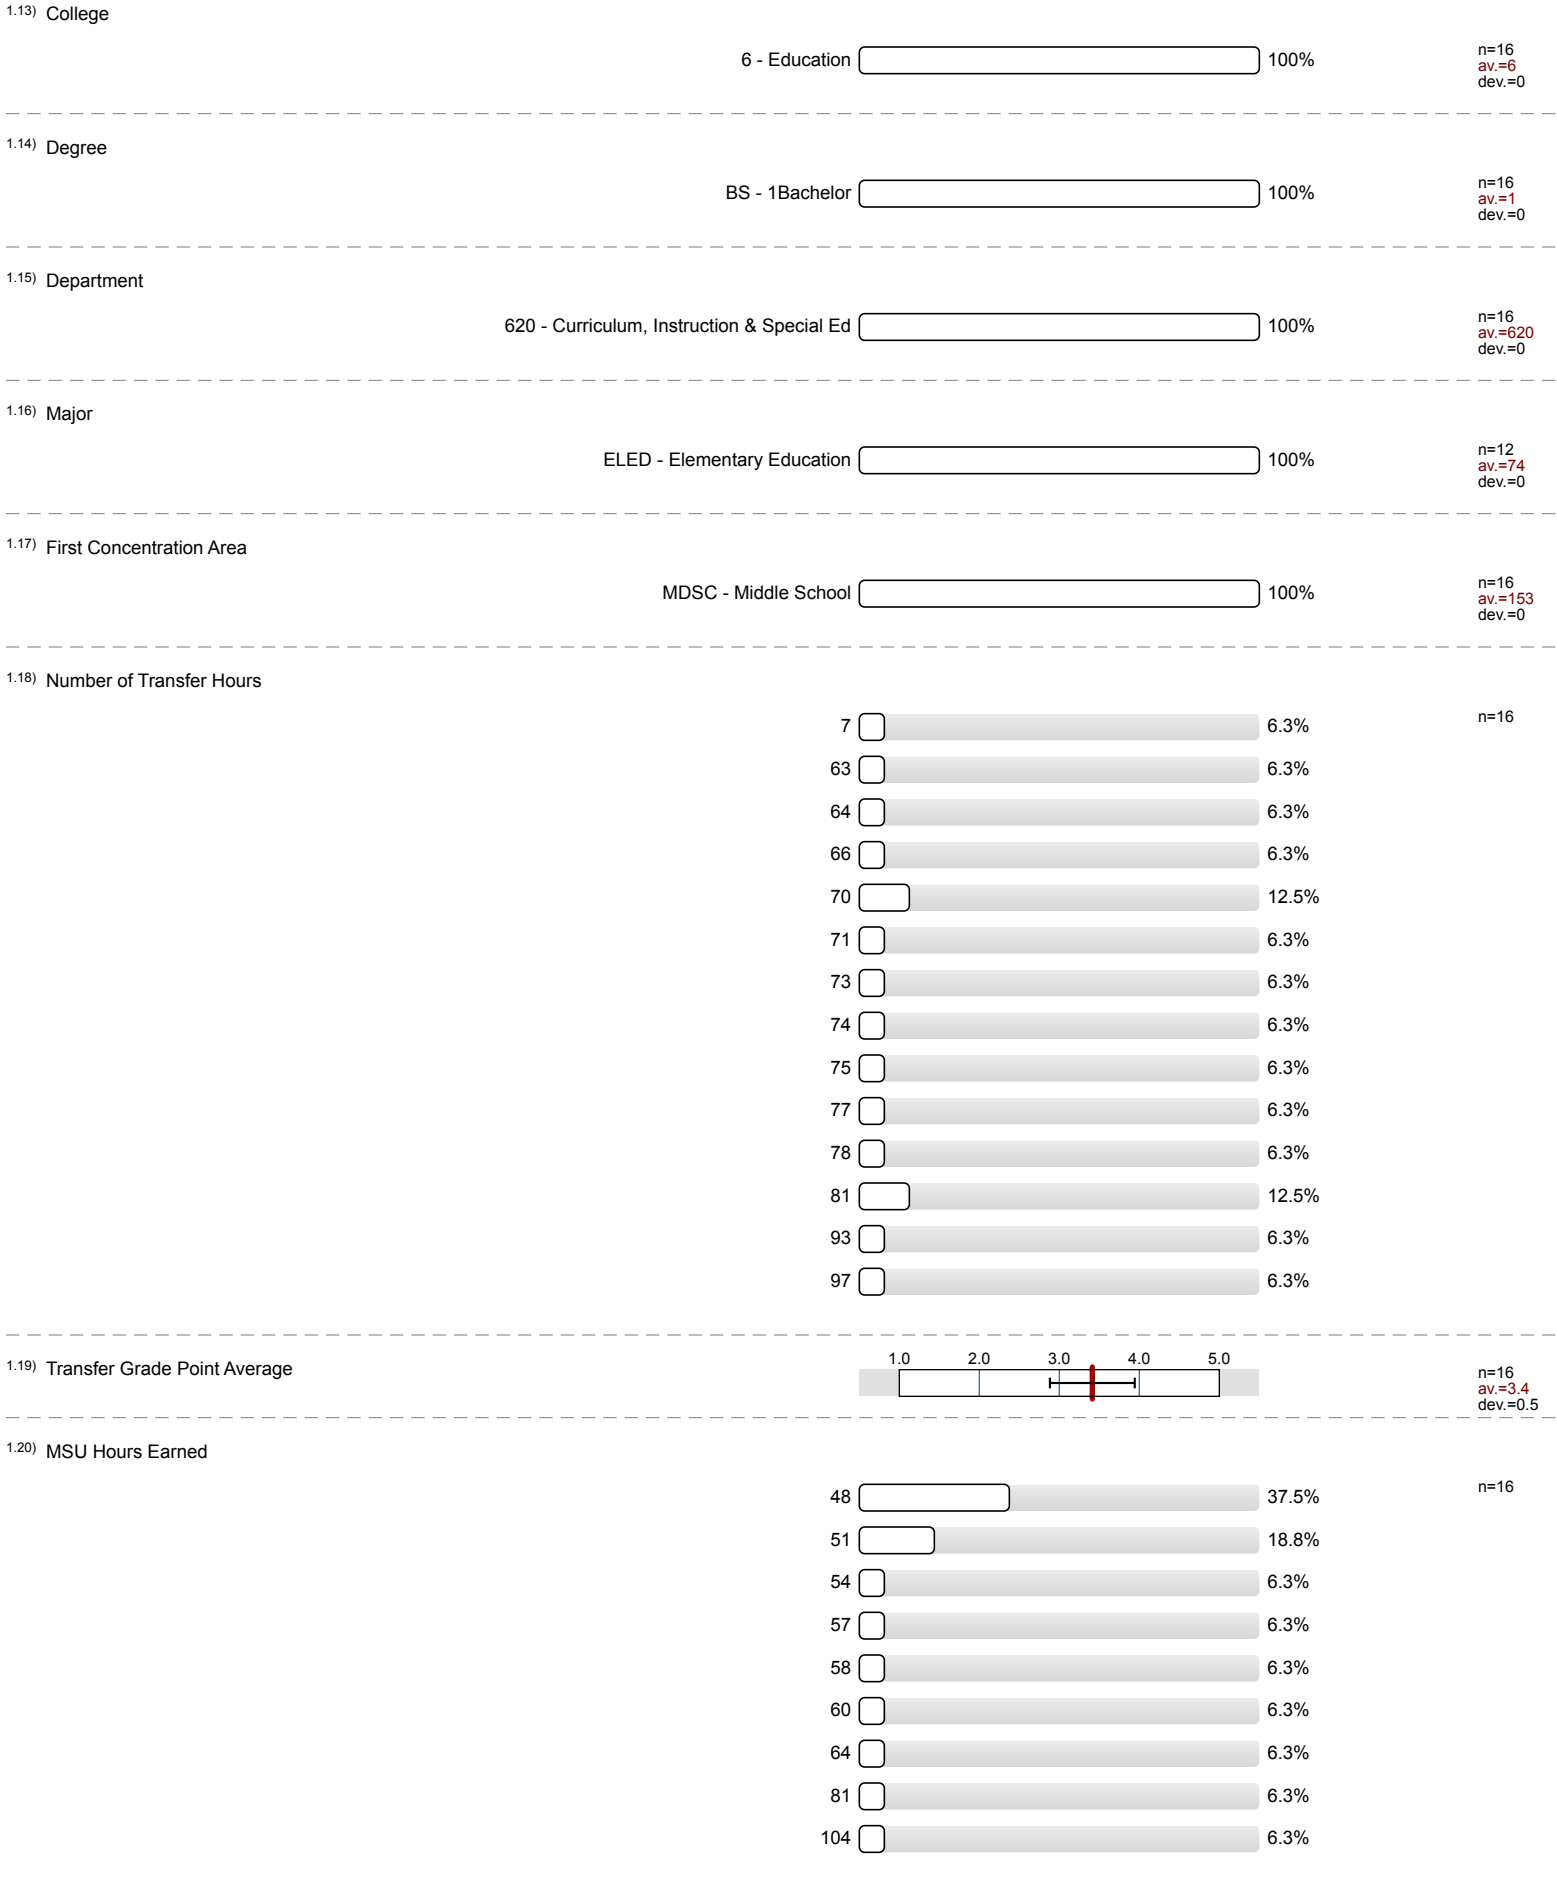 1.13) College
6 - Education 100% n=16
av.=6
dev.=0
1.14) Degree
BS - 1Bachelor 100% n=16
av.=1
dev.=0
1.15) Department
620 - Curriculum, Instruction & Special Ed 100% n=16
av.=620
dev.=0
1.16) Major
ELED - Elementary Education 100% n=12
av.=74
dev.=0
1.17) First Concentration Area
MDSC - Middle School 100% n=16
av.=153
dev.=0
1.18) Number of Transfer Hours
7 6.3% n=16
63 6.3%
64 6.3%
66 6.3%
70 12.5%
71 6.3%
73 6.3%
74 6.3%
75 6.3%
77 6.3%
78 6.3%
81 12.5%
93 6.3%
97 6.3%
1.0 2.0 3.0 4.0 5.0
1.19) Transfer Grade Point Average n=16
av.=3.4
dev.=0.5
1.20) MSU Hours Earned
48 37.5% n=16
51 18.8%
54 6.3%
57 6.3%
58 6.3%
60 6.3%
64 6.3%
81 6.3%
104 6.3%